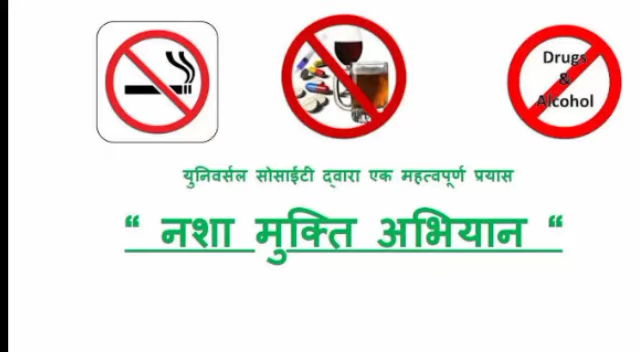 Drugs
&
Alcohol
युनिवर्सल सोसाईटी द्वारा एक महत्वपूर्ण प्रयास
“ नशा मुक्ति अभियान “